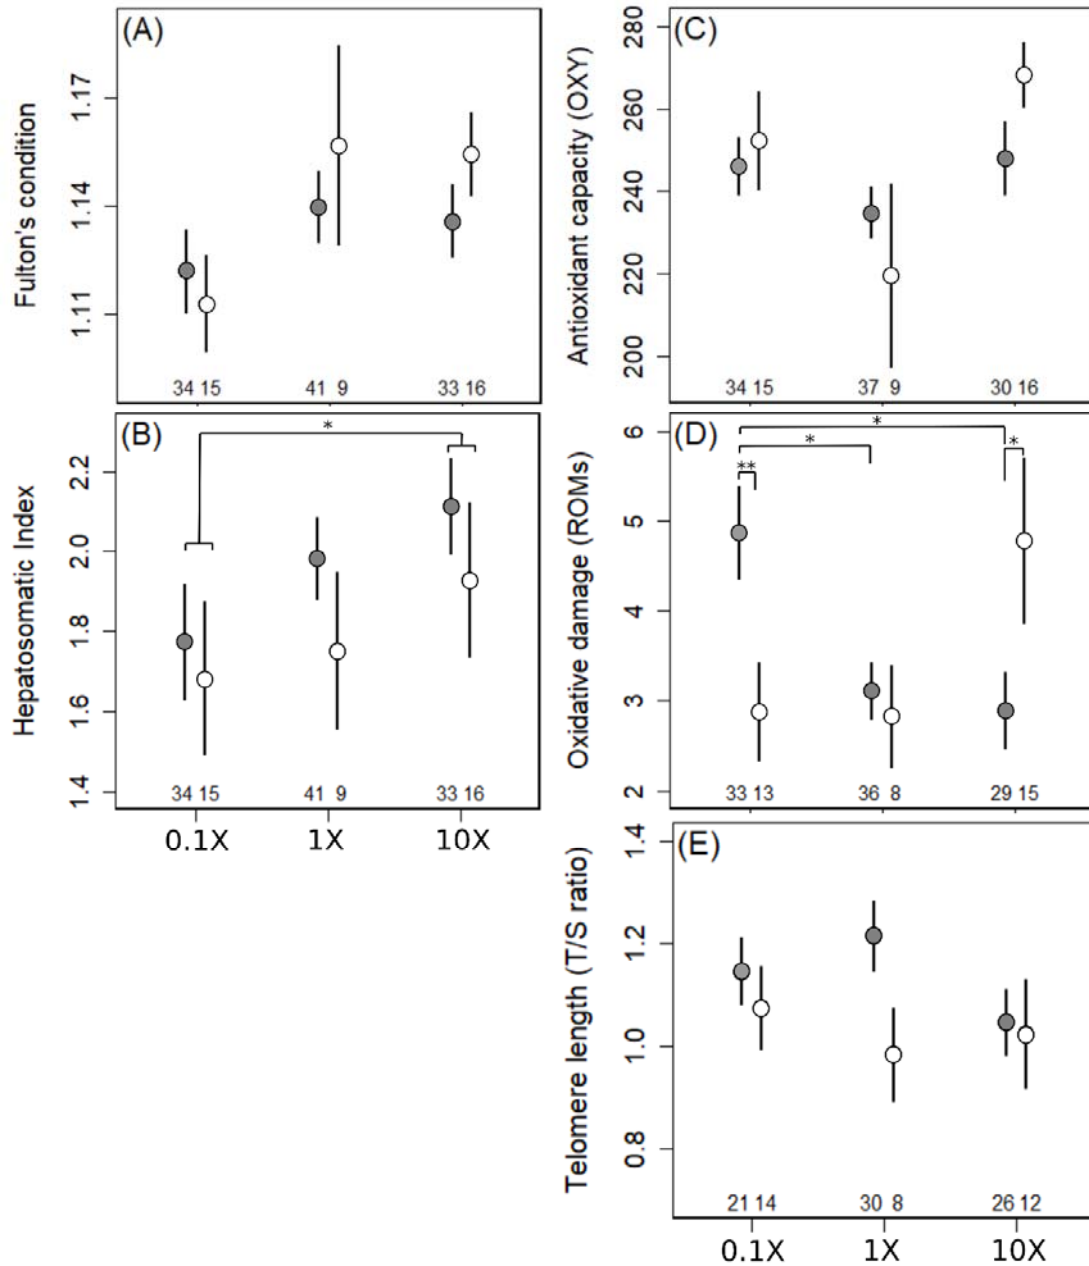 (A)
Fulton's condition
1.17
1.14
1.11
34 15
41 9
33 16
(B)
*
Hepatosomatic Index
2.2
2.0
1.8
1.6
1.4
34 15
41 9
33 16
0.1X
1X
10X
(C)
Antioxidant capacity (OXY)
280
260
240
220
200
34 15
37 9
30 16
(D)
*
*
**
*
Oxidative damage (ROMs)
6
5
4
3
2
33 13
36 8
29 15
(E)
Telomere length (T/S ratio)
1.4
1.2
1.0
0.8
21 14
30 8
26 12
0.1X
1X
10X